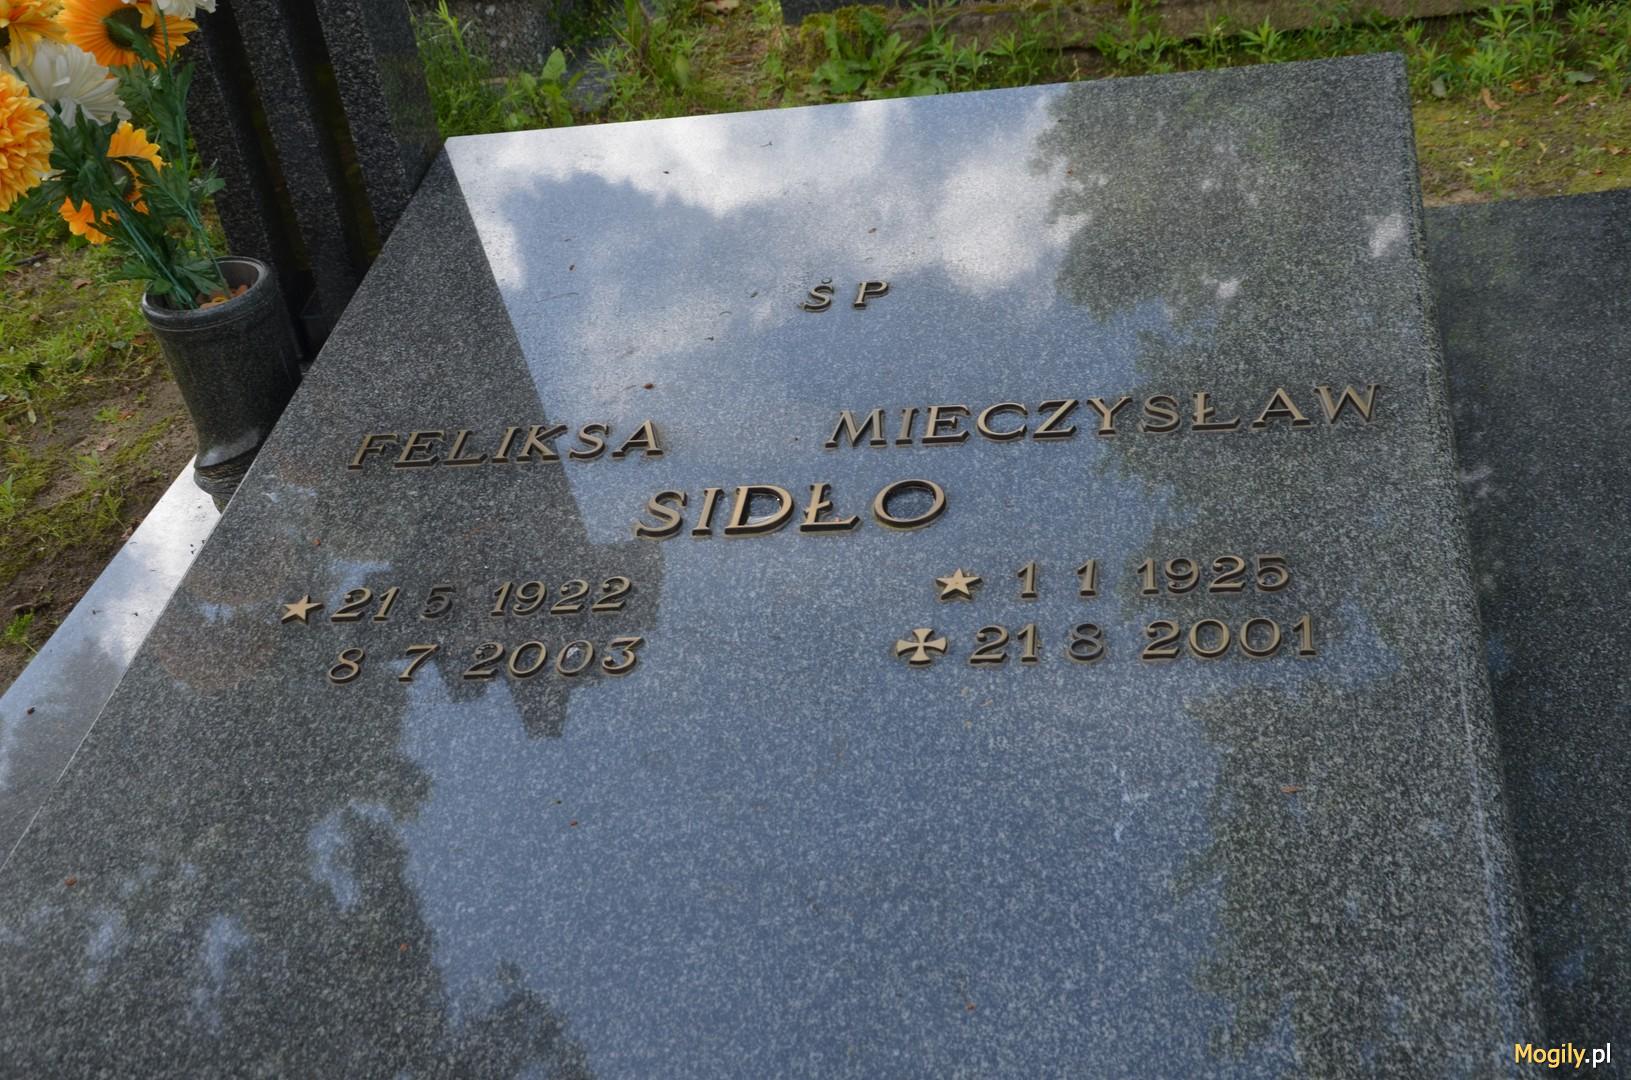 ŚP
FELIKSA MIECZYSŁAW
SIDŁO
21 5 1922 1 1 1925
8 7 2003 21 8 2001
Mogily.pl